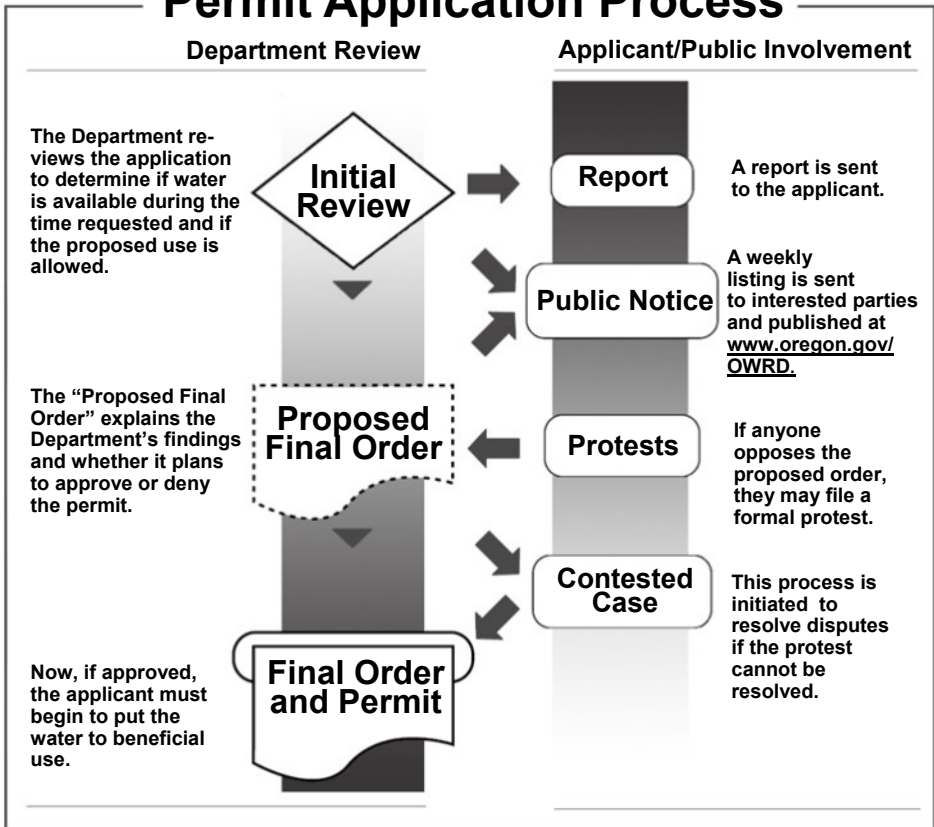 Permit Application Process
Department Review
Applicant/Public Involvement
The Department re-
views the application
to determine if water
is available during the
time requested and if
the proposed use is
allowed.
Initial
Review
Report
A report is sent
to the applicant.
Public Notice
A weekly
listing is sent
to interested parties
and published at
www.oregon.gov/
OWRD.
The “Proposed Final
Order” explains the
Department’s findings
and whether it plans
to approve or deny
the permit.
Proposed
Final Order
Protests
If anyone
opposes the
proposed order,
they may file a
formal protest.
Contested
Case
This process is
initiated to
resolve disputes
if the protest
cannot be
resolved.
Now, if approved,
the applicant must
begin to put the
water to beneficial
use.
Final Order
and Permit